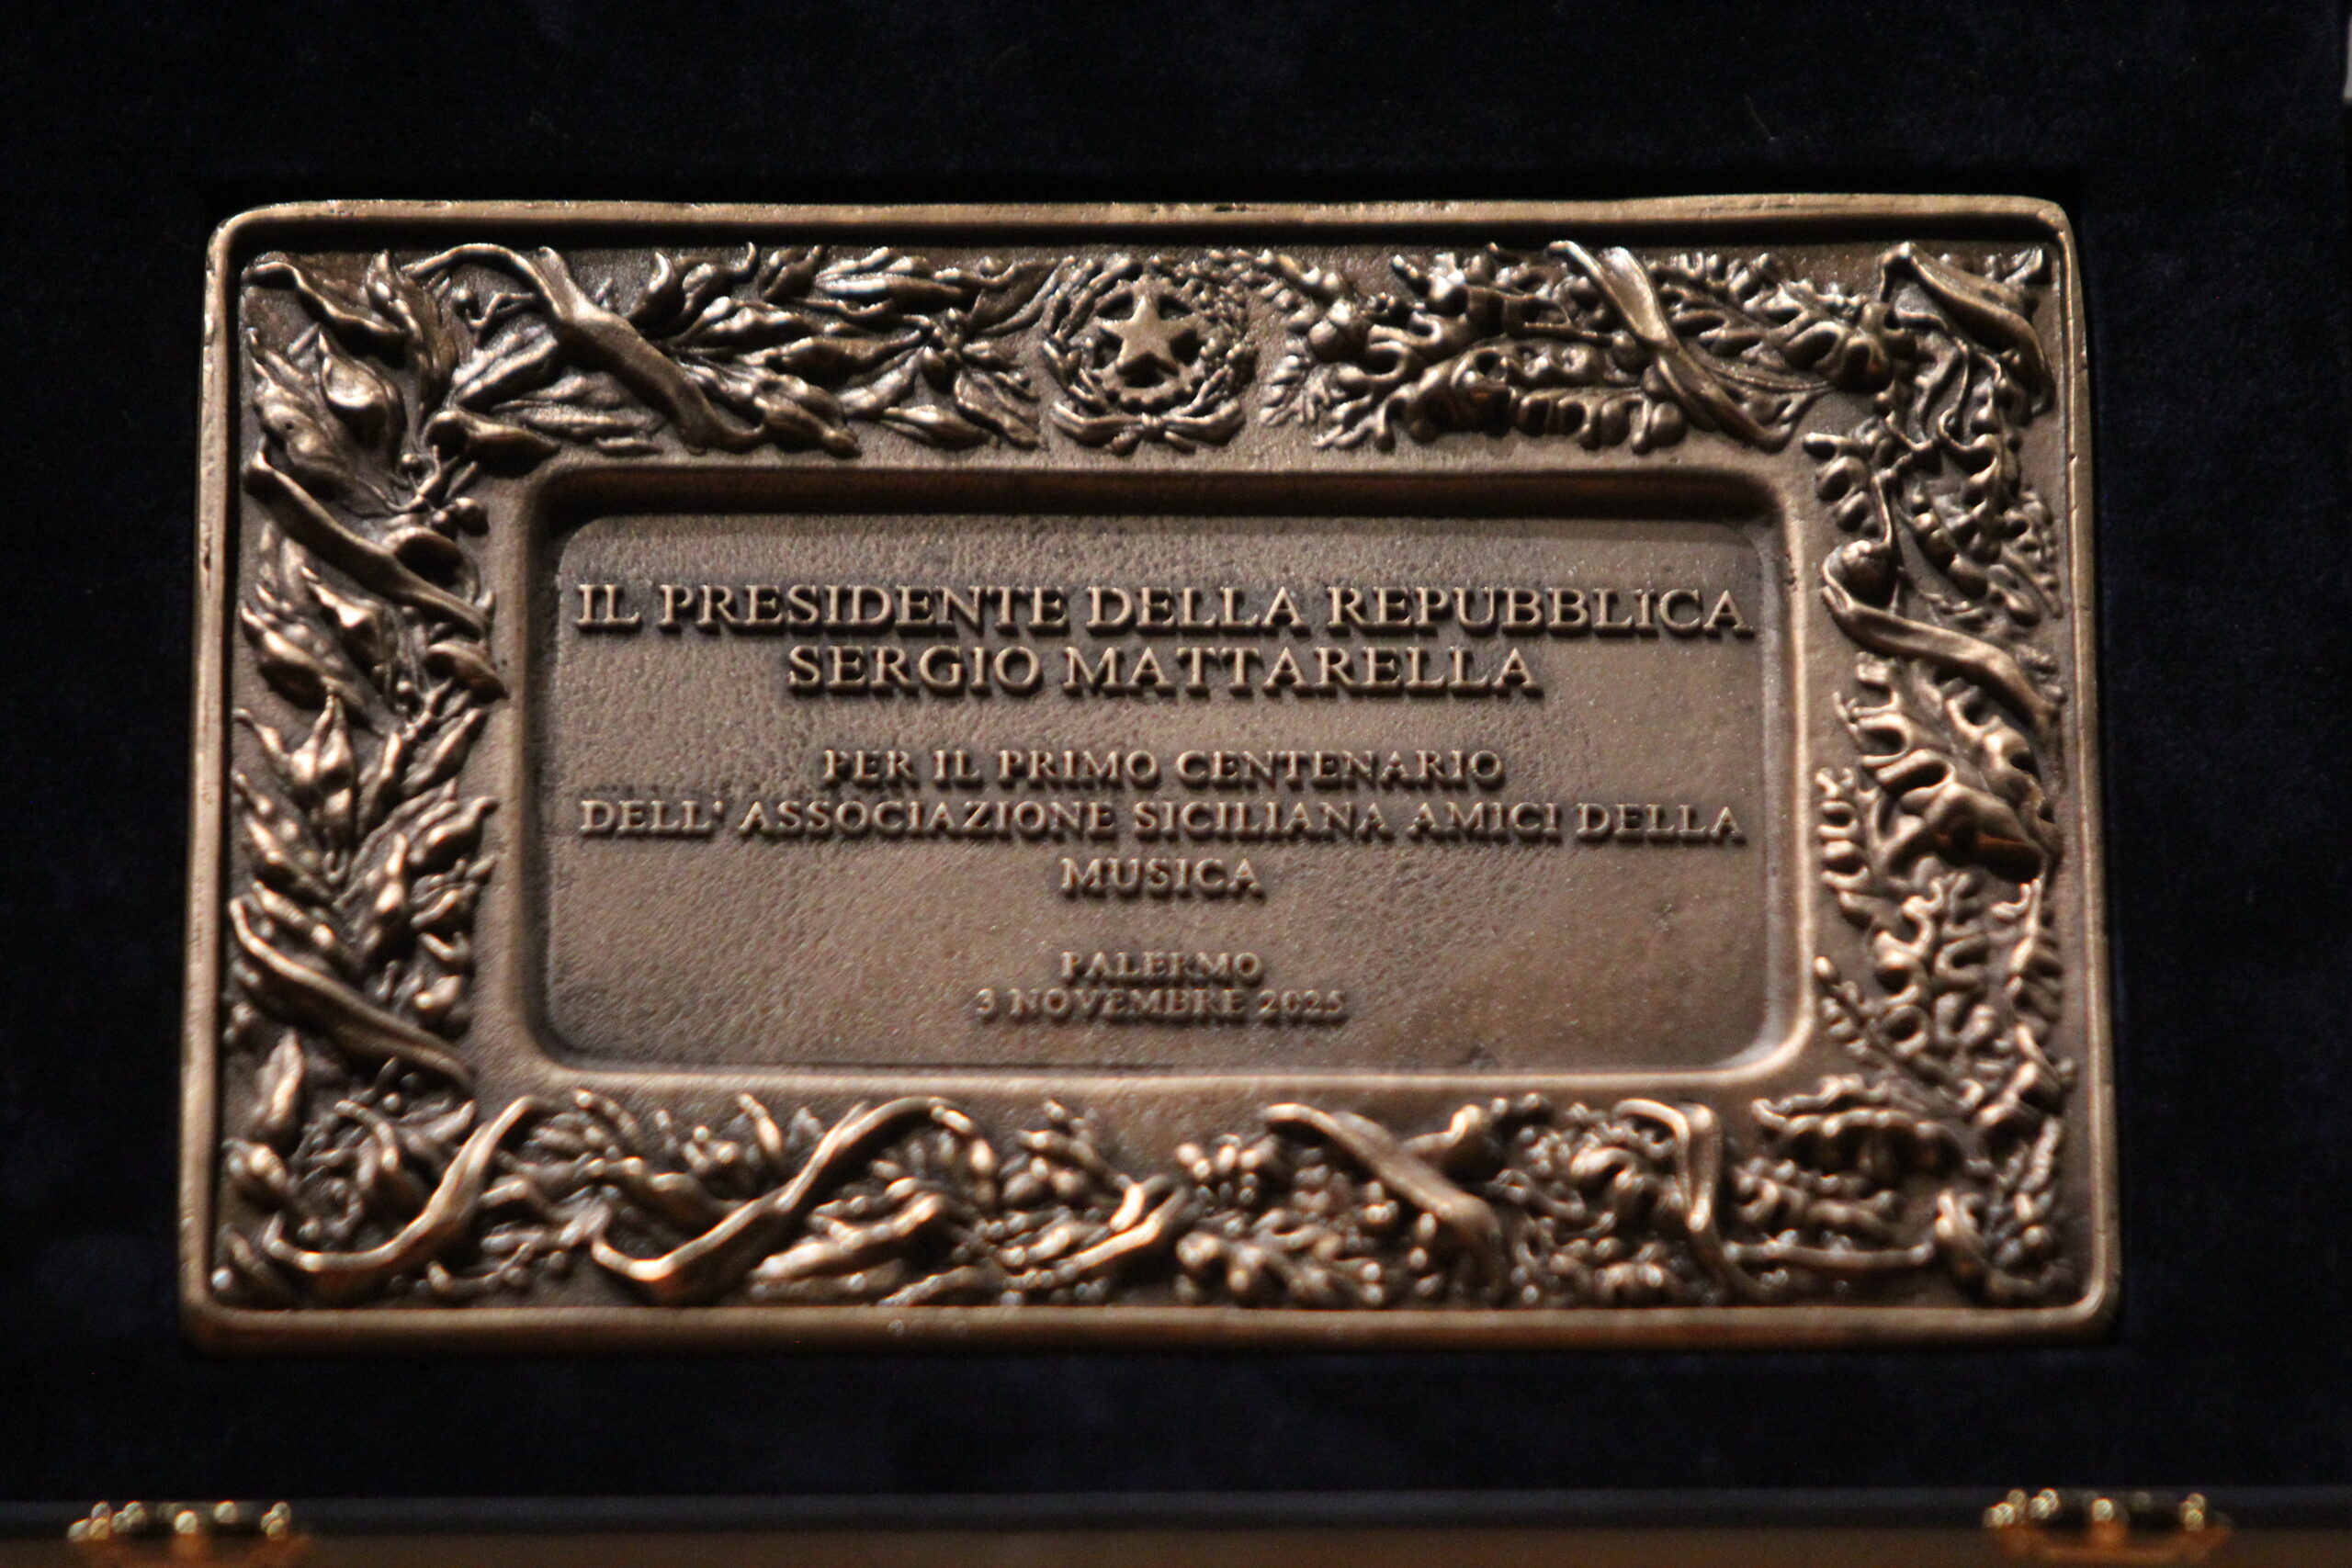 IL PRESIDENTE DELLA REPUBBLICA
SERGIO MATTARELLA
PER IL PRIMO CENTENARIO
DELL' ASSOCIAZIONE SICILIANA AMICI DELLA
MUSICA
PALERMO
3 NOVEMBRE 2025